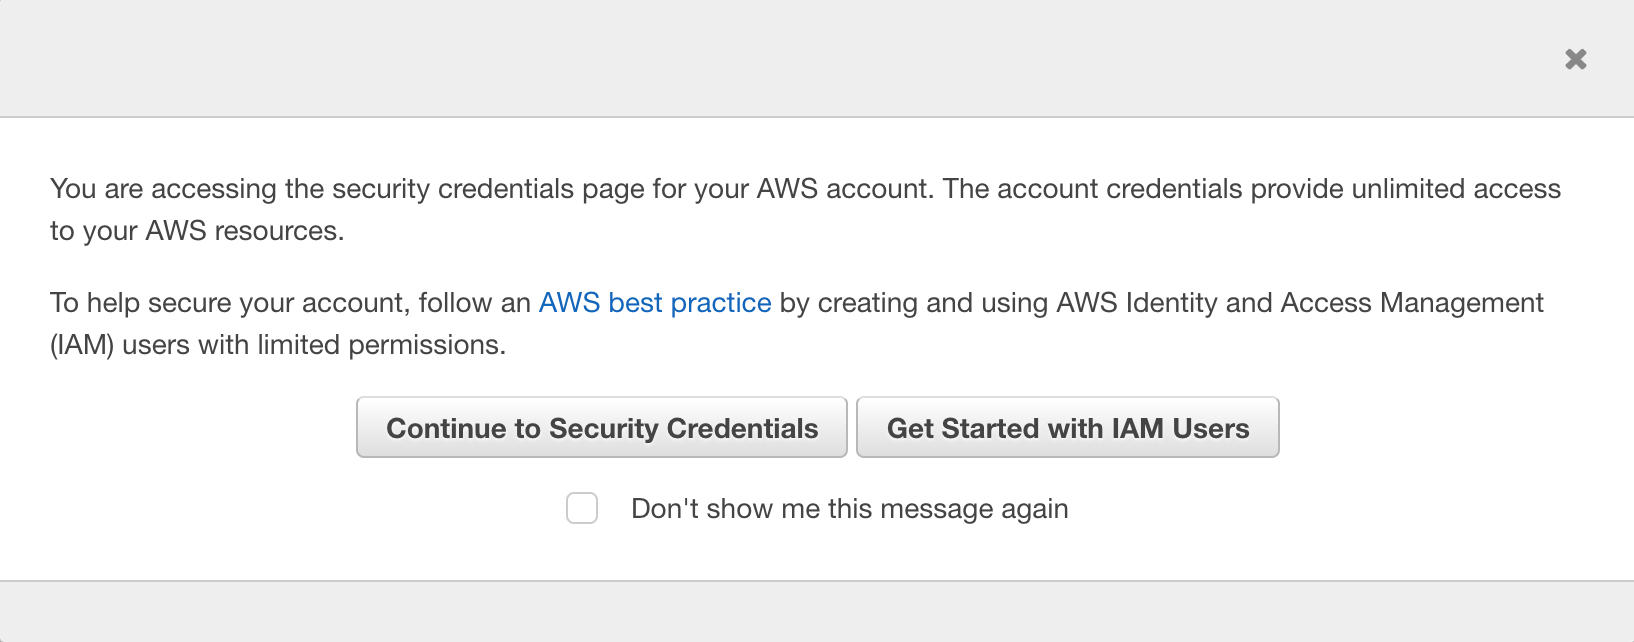 You are accessing the security credentials page for your AWS account. The account credentials provide unlimited access
to your AWS resources.
To help secure your account, follow an AWS best practice by creating and using AWS Identity and Access Management
(IAM) users with limited permissions.
Continue to Security Credentials
Get Started with IAM Users
Don't show me this message again